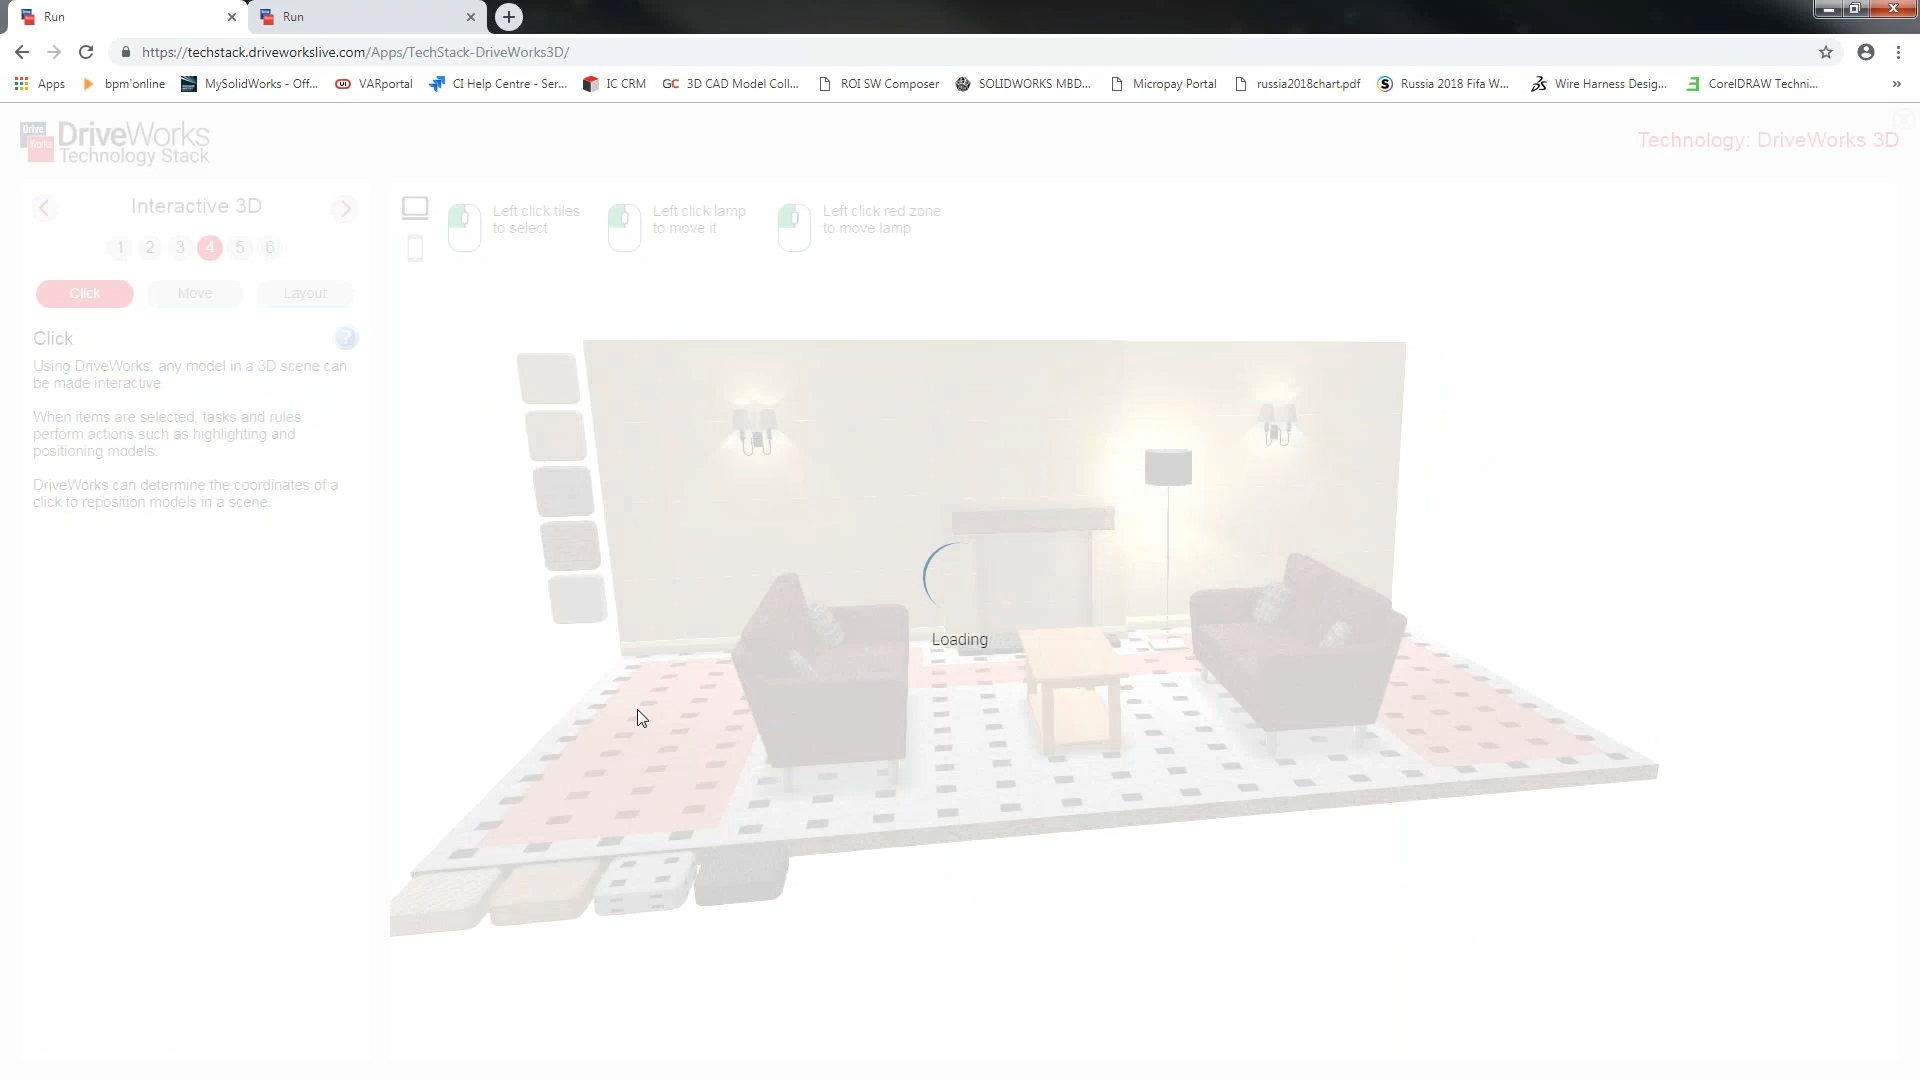 Run
Run
https://techstack.driveworkslive.com/Apps/TechStack-DriveWorks3D/
Apps
bpm'online
MySolidWorks - Off...
VARportal
CI Help Centre - Ser...
IC CRM
GC 3D CAD Model Coll...
ROI SW Composer
SOLIDWORKS MBD...
Micropay Portal
russia2018chart.pdf
Russia 2018 Fifa W...
Wire Harness Desig...
CorelDRAW Techni...
»
Drive
Works
DriveWorks
Technology Stack
Technology: DriveWorks 3D
Interactive 3D
1 2 3 4 5 6
Click Move Layout
Click
?
Using DriveWorks, any model in a 3D scene can
be made interactive.
When items are selected, tasks and rules
perform actions such as highlighting and
positioning models.
DriveWorks can determine the coordinates of a
click to reposition models in a scene.
Left click tiles
to select
Left click lamp
to move it
Left click red zone
to move lamp
Loading